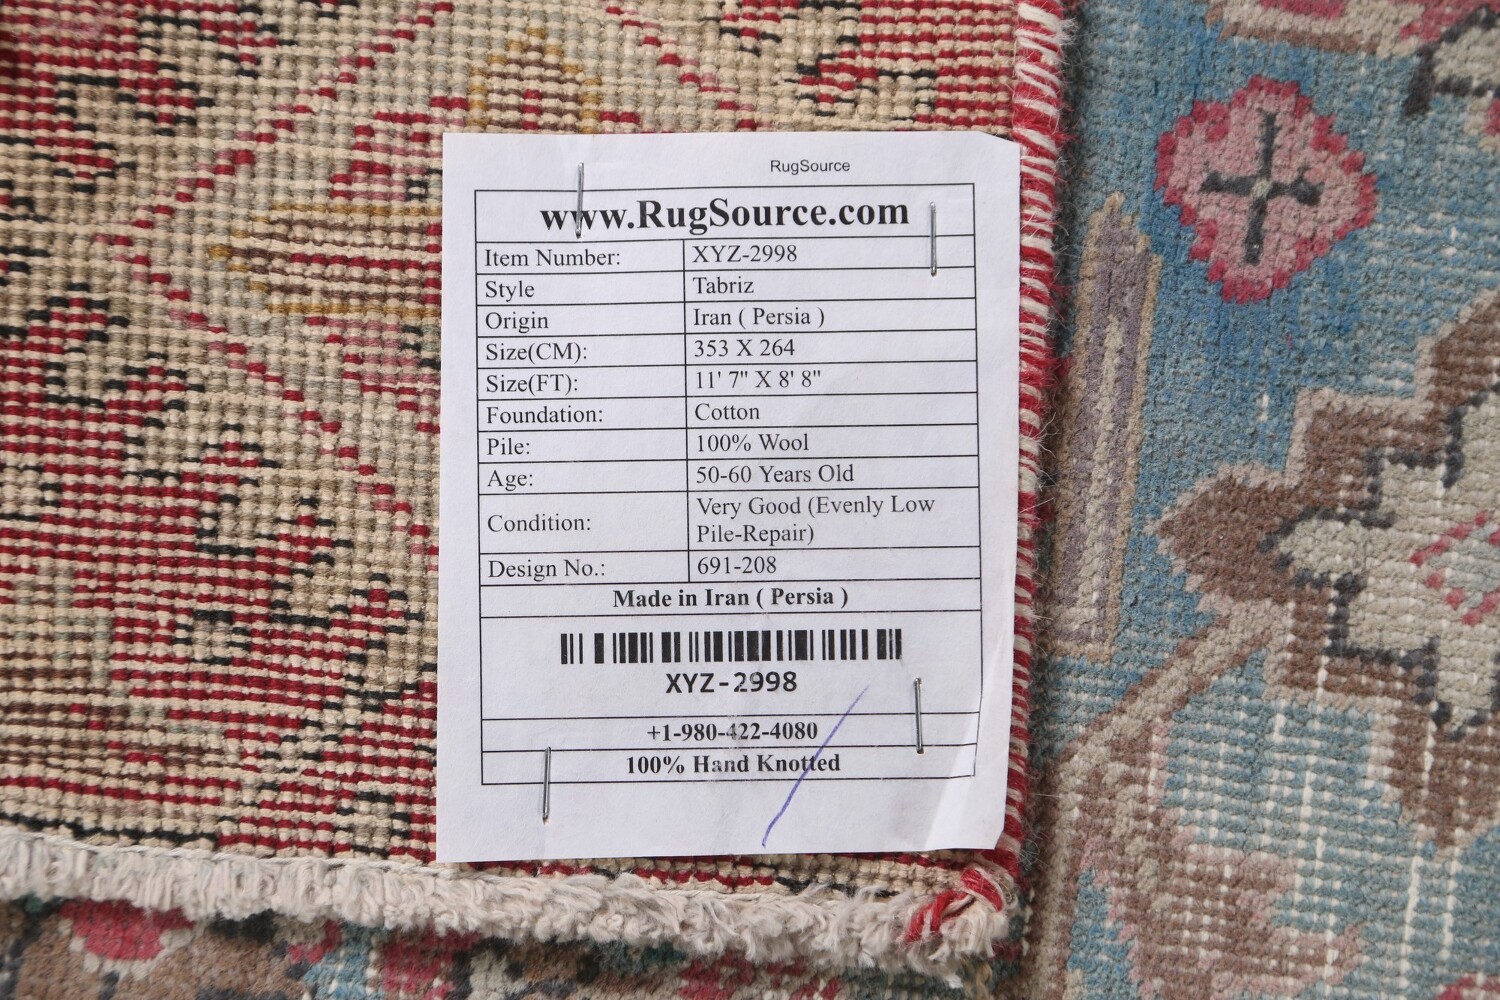 RugSource
www.RugSource.com
Item Number: XYZ-2998
Style Tabriz
Origin Iran ( Persia )
Size(CM): 353 X 264
Size(FT): 11' 7" X 8' 8"
Foundation: Cotton
Pile: 100% Wool
Age: 50-60 Years Old
Condition: Very Good (Evenly Low
Pile-Repair)
Design No.: 691-208
Made in Iran ( Persia )
XYZ-2998
+1-980-422-4080
100% Hand Knotted